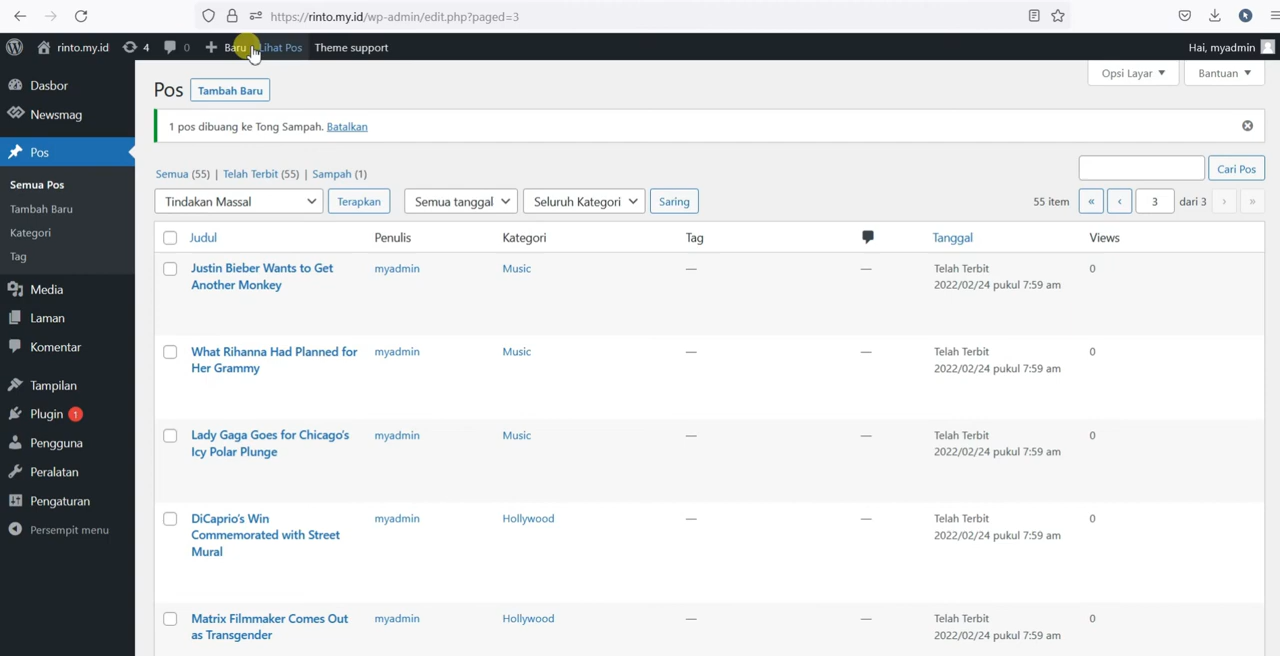 https://rinto.my.id/wp-admin/edit.php?paged=3
rinto.my.id 4 0 Baru Lihat Pos Theme support Hai, myadmin
Opsi Layar Bantuan
Dasbor
Newsmag
Pos
Semua Pos
Tambah Baru
Kategori
Tag
Media
Laman
Komentar
Tampilan
Plugin 1
Pengguna
Peralatan
Pengaturan
Persempit menu
Pos Tambah Baru
1 pos dibuang ke Tong Sampah. Batalkan
Semua (55) | Telah Terbit (55) | Sampah (1)
Cari Pos
Tindakan Massal Terapkan Semua tanggal Seluruh Kategori Saring 55 item « ‹ 3 dari 3 › »
Judul Penulis Kategori Tag Tanggal Views
Justin Bieber Wants to Get myadmin Music — — Telah Terbit 0
Another Monkey 2022/02/24 pukul 7:59 am
What Rihanna Had Planned for myadmin Music — — Telah Terbit 0
Her Grammy 2022/02/24 pukul 7:59 am
Lady Gaga Goes for Chicago's myadmin Music — — Telah Terbit 0
Icy Polar Plunge 2022/02/24 pukul 7:59 am
DiCaprio's Win myadmin Hollywood — — Telah Terbit 0
Commemorated with Street 2022/02/24 pukul 7:59 am
Mural
Matrix Filmmaker Comes Out myadmin Hollywood — — Telah Terbit 0
as Transgender 2022/02/24 pukul 7:59 am